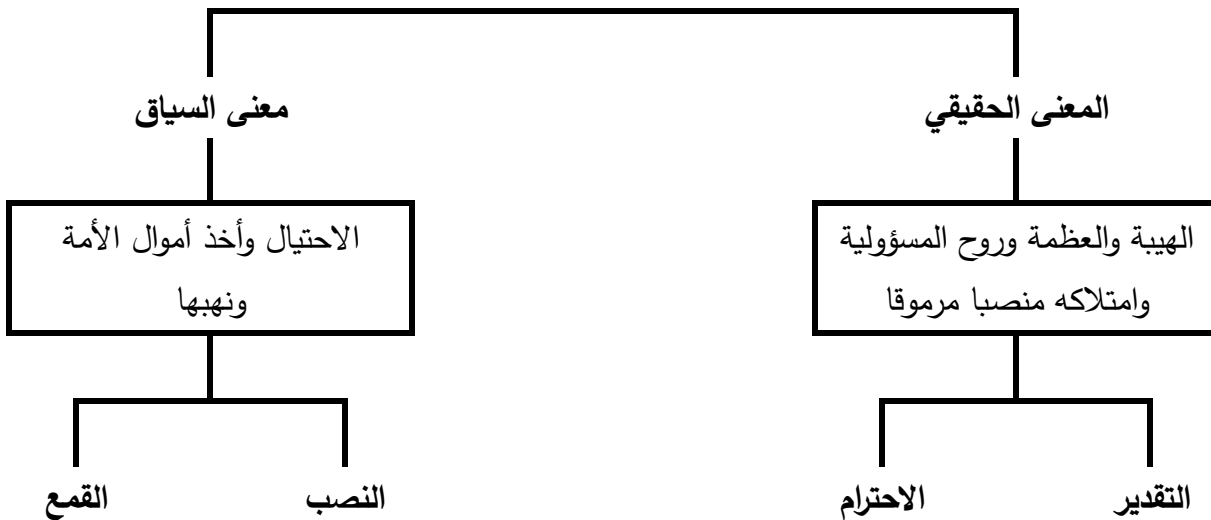 المعنى الحقيقي
معنى السياق
الهيبة والعظمة وروح المسؤولية
وامتلاكه منصبا مرموقا
الاحتيال وأخذ أموال الأمة
ونهبها
التقدير
الاحترام
النصب
القمع